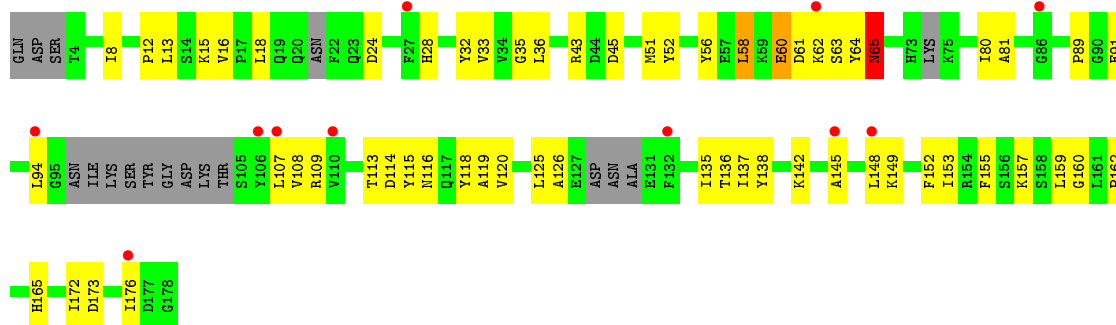 GLN ASP SER T4 I8 P12 L13 S14 K15 V16 P17 L18 Q19 Q20 ASN F22 Q23 D24 F27 H28 Y32 V33 V34 G35 L36 R43 D44 D45 M51 Y52 Y56 E57 L58 K59 E60 D61 K62 S63 Y64 N65 H73 LYS K75 I80 A81 G86 P89 G90
L94 G95 ASN ILE LYS SER TYR GLY ASP LYS THR S105 Y106 L107 V108 R109 V110 T113 D114 Y115 N116 Q117 Y118 A119 V120 L125 A126 E127 ASP ASN ALA E131 F132 I135 T136 I137 Y138 K142 A145 L148 K149 F152 I153 R154 F155 S156 K157 S158 L159 G160 L161
H165 I172 D173 I176 D177 G178